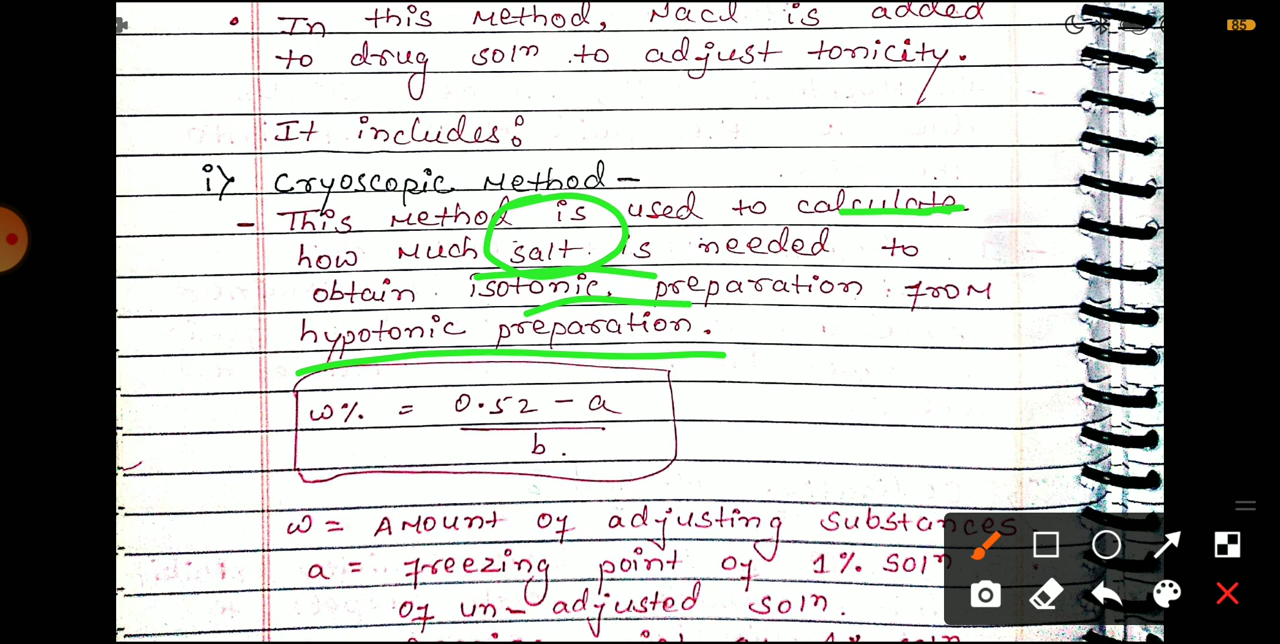 • In this Method, Nacl is added
to drug soln to adjust tonicity.
It includes:
i) Cryoscopic Method -
- This Method is used to calculate
how Much salt is needed to
obtain isotonic preparation from
hypotonic preparation.
w% = 0.52 - a
b.
w = Amount of adjusting substances
a = freezing point of 1% soln
of un-adjusted soln.
85